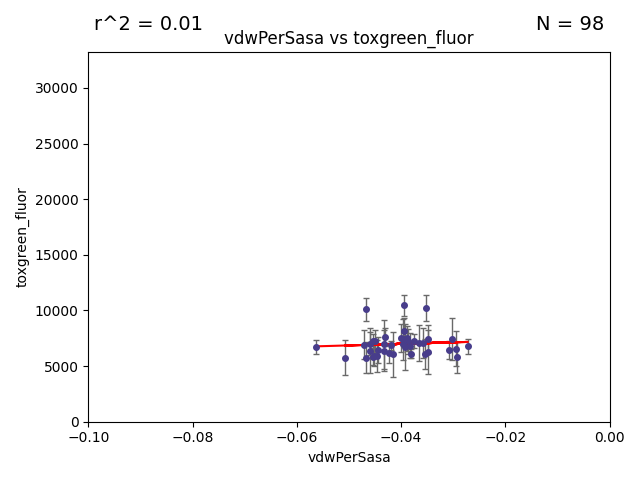 r^2 = 0.01
N = 98
vdwPerSasa vs toxgreen_fluor
30000
25000
20000
15000
10000
5000
0
toxgreen_fluor
−0.10
−0.08
−0.06
−0.04
−0.02
0.00
vdwPerSasa